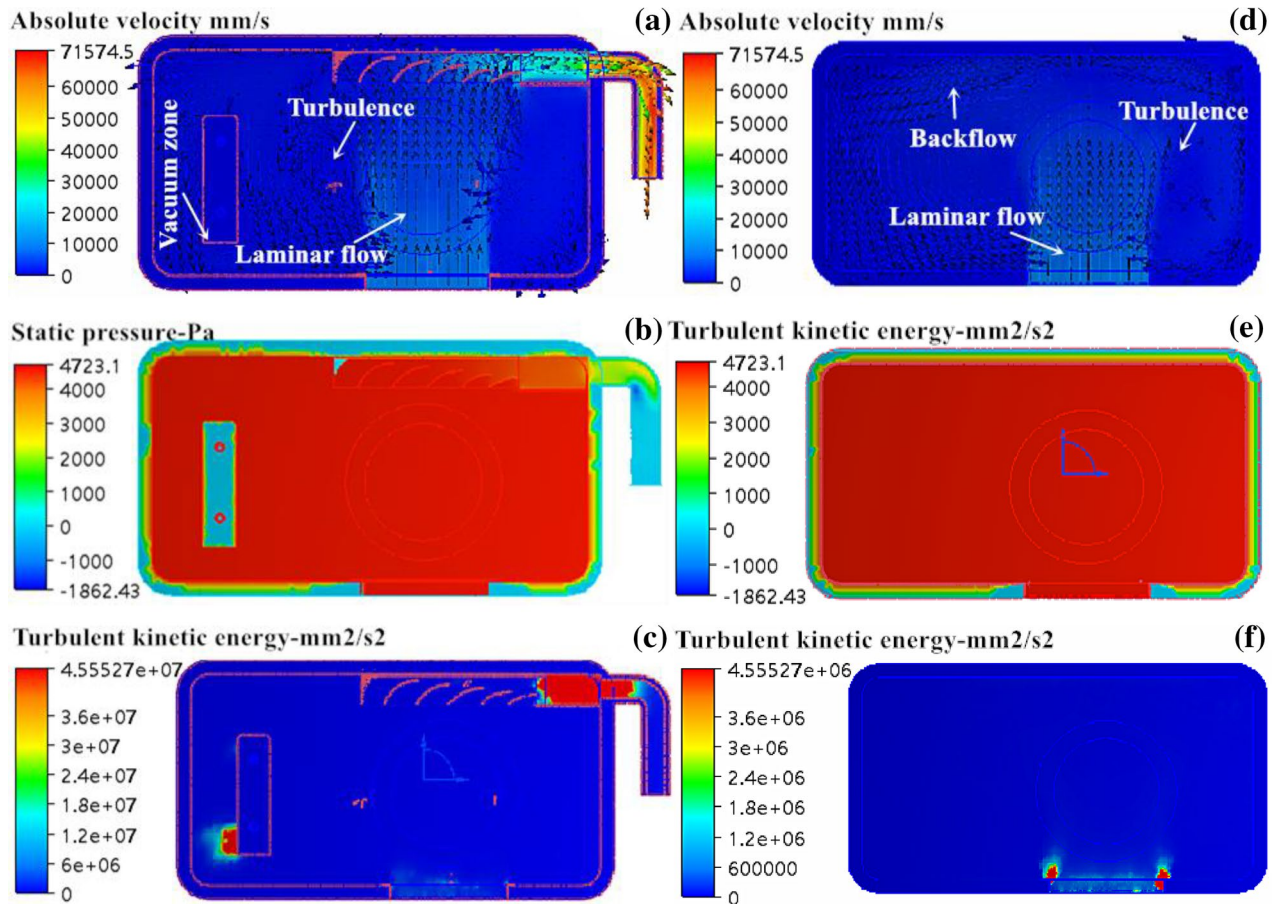 Absolute velocity mm/s
(a)
71574.5
60000
50000
40000
30000
20000
10000
0
Vacuum zone
Turbulence
Laminar flow
Absolute velocity mm/s
(d)
71574.5
60000
50000
40000
30000
20000
10000
0
Backflow
Turbulence
Laminar flow
Static pressure-Pa
(b)
4723.1
4000
3000
2000
1000
0
-1000
-1862.43
Turbulent kinetic energy-mm2/s2
(e)
4723.1
4000
3000
2000
1000
0
-1000
-1862.43
Turbulent kinetic energy-mm2/s2
(c)
4.55527e+07
3.6e+07
3e+07
2.4e+07
1.8e+07
1.2e+07
6e+06
0
Turbulent kinetic energy-mm2/s2
(f)
4.55527e+06
3.6e+06
3e+06
2.4e+06
1.8e+06
1.2e+06
600000
0